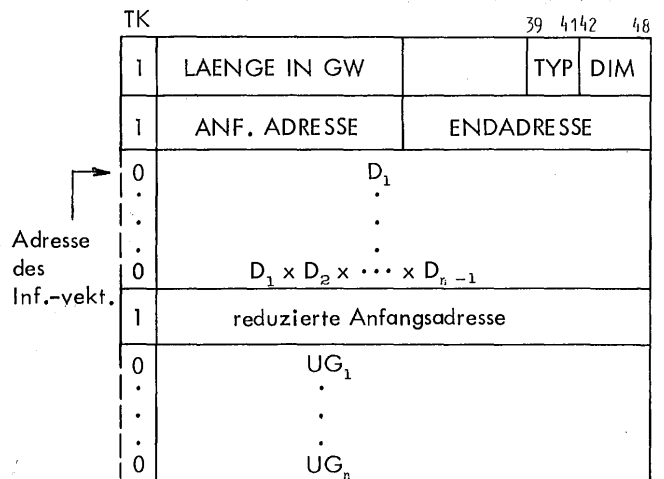 TK
39 41 42 48
1 LAENGE IN GW TYP DIM
1 ANF. ADRESSE ENDADRESSE
0 D₁
. .
. .
. .
0 D₁ x D₂ x ··· x Dₙ₋₁
Adresse
des
Inf.-vekt.
1 reduzierte Anfangsadresse
0 UG₁
. .
. .
. .
0 UGₙ